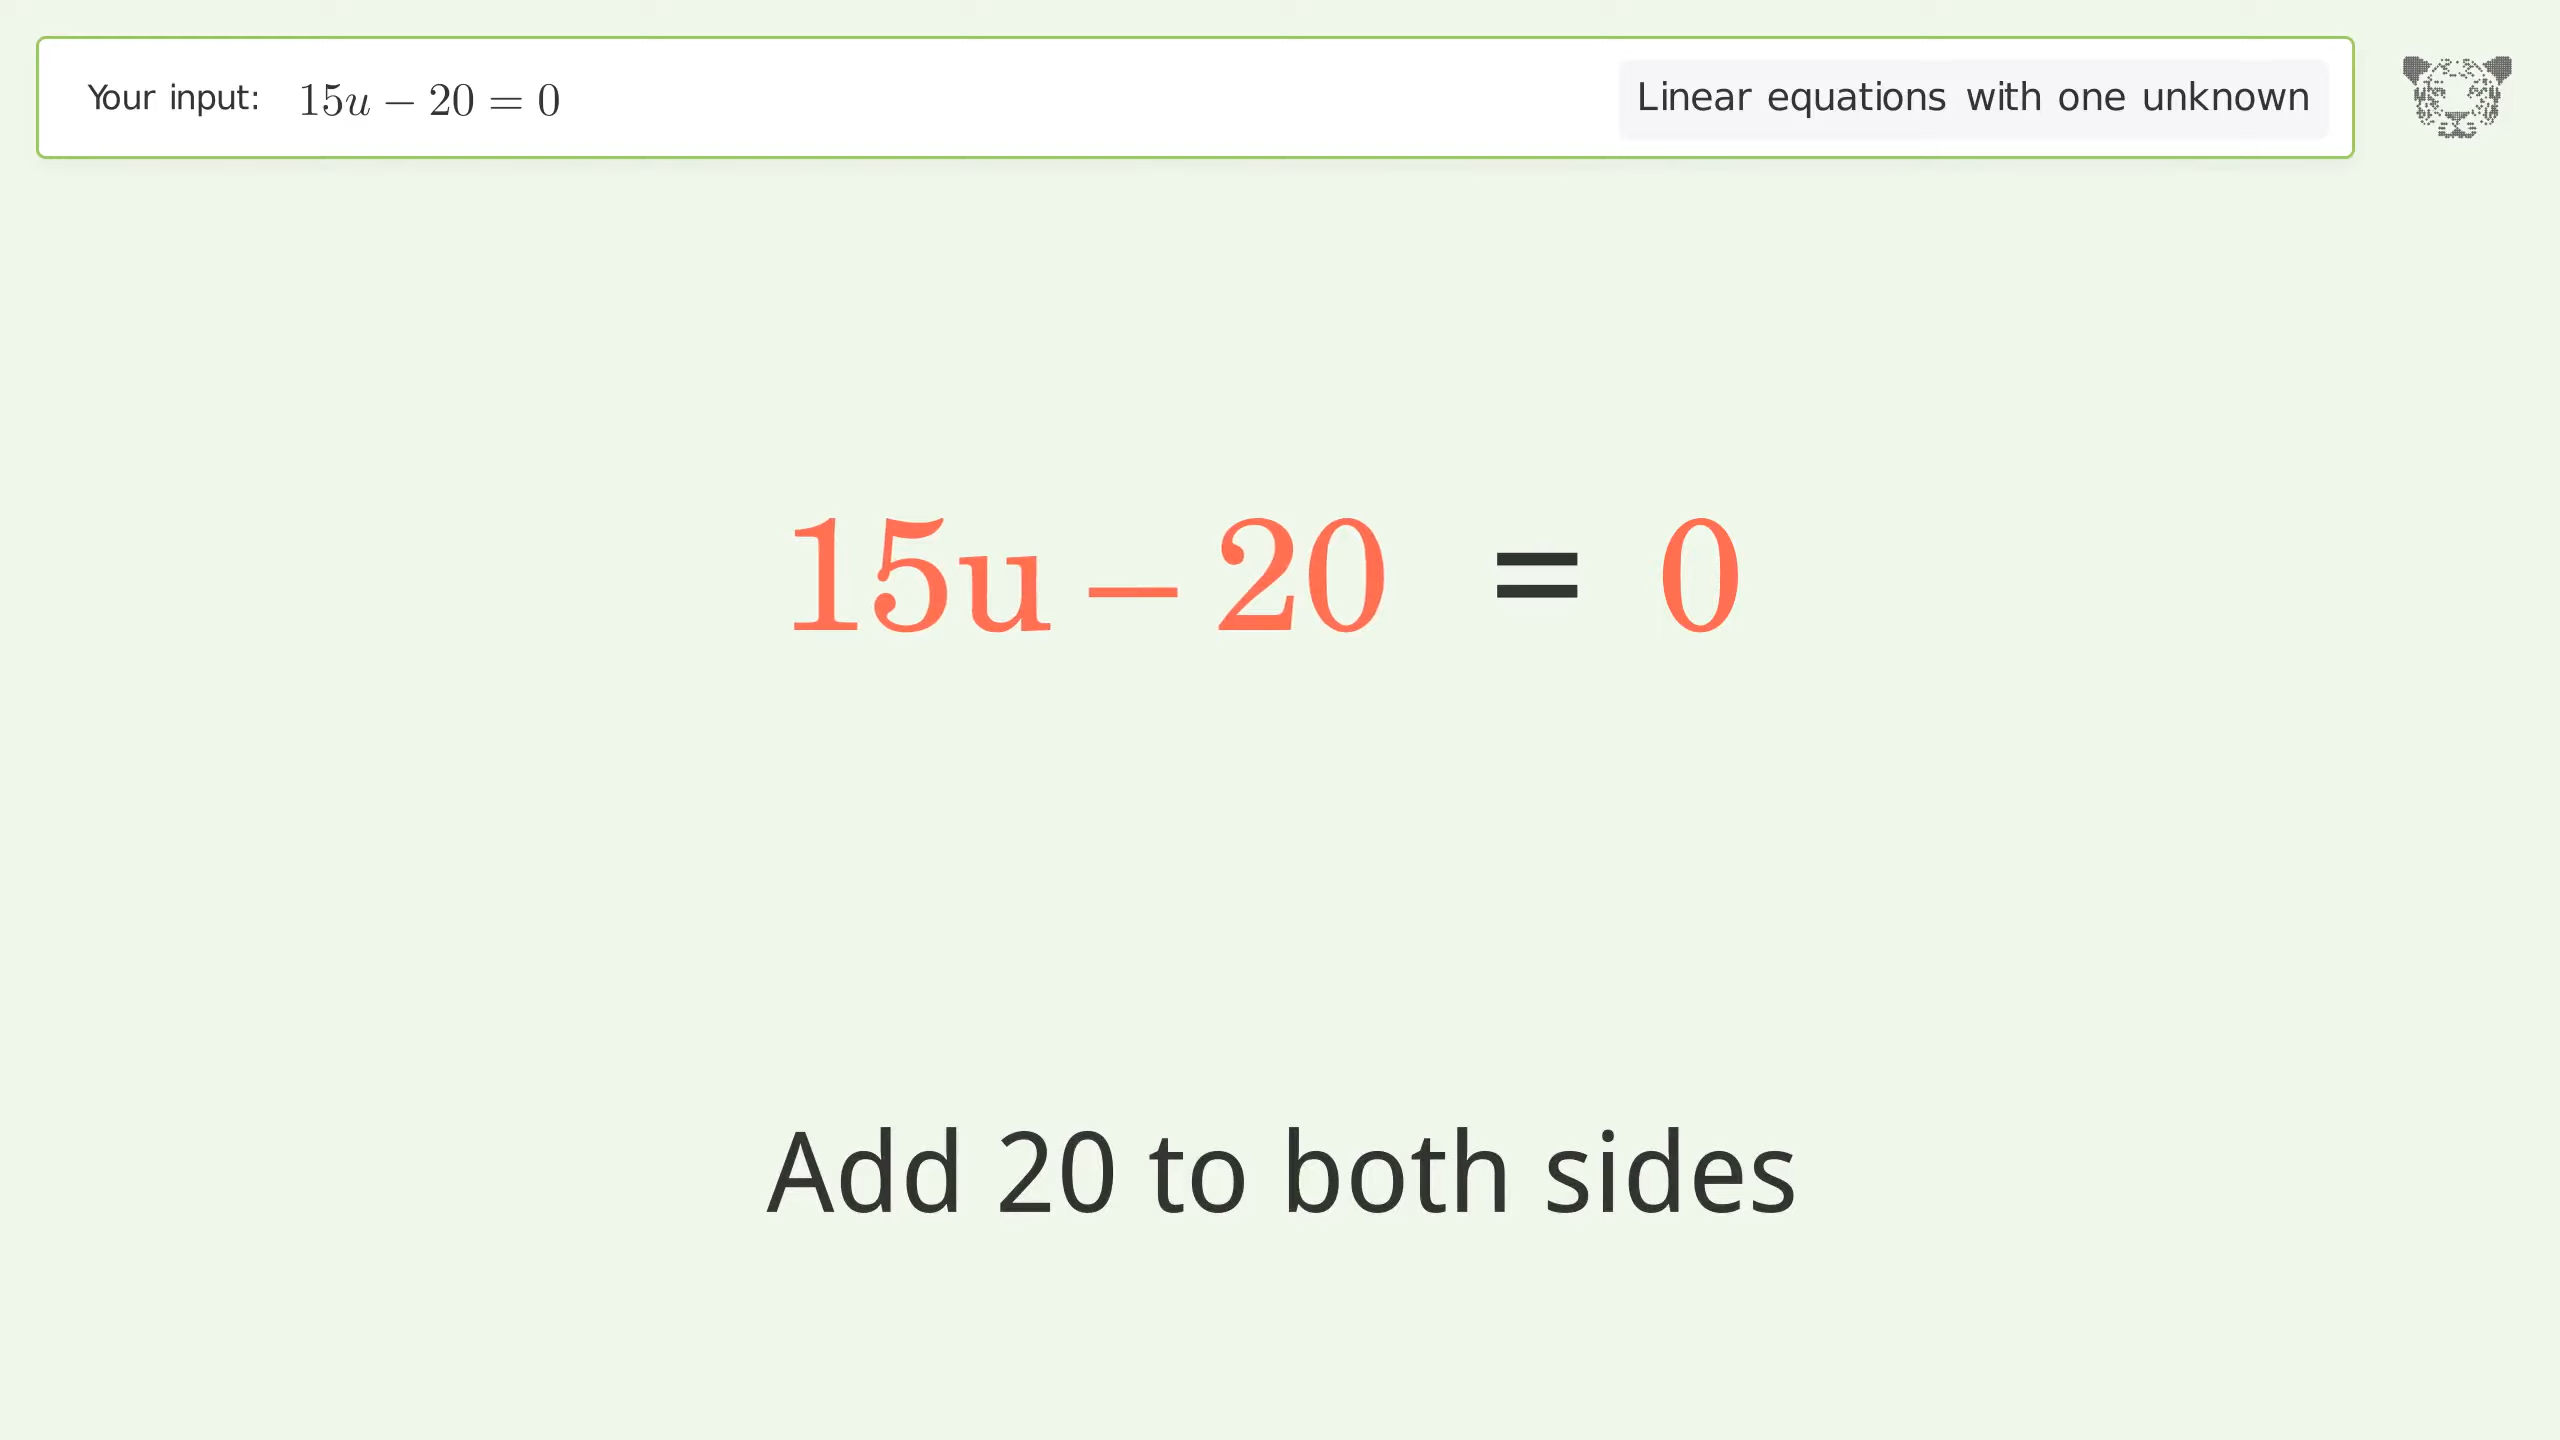 Your input: 15u − 20 = 0 Linear equations with one unknown
15u − 20 = 0
Add 20 to both sides